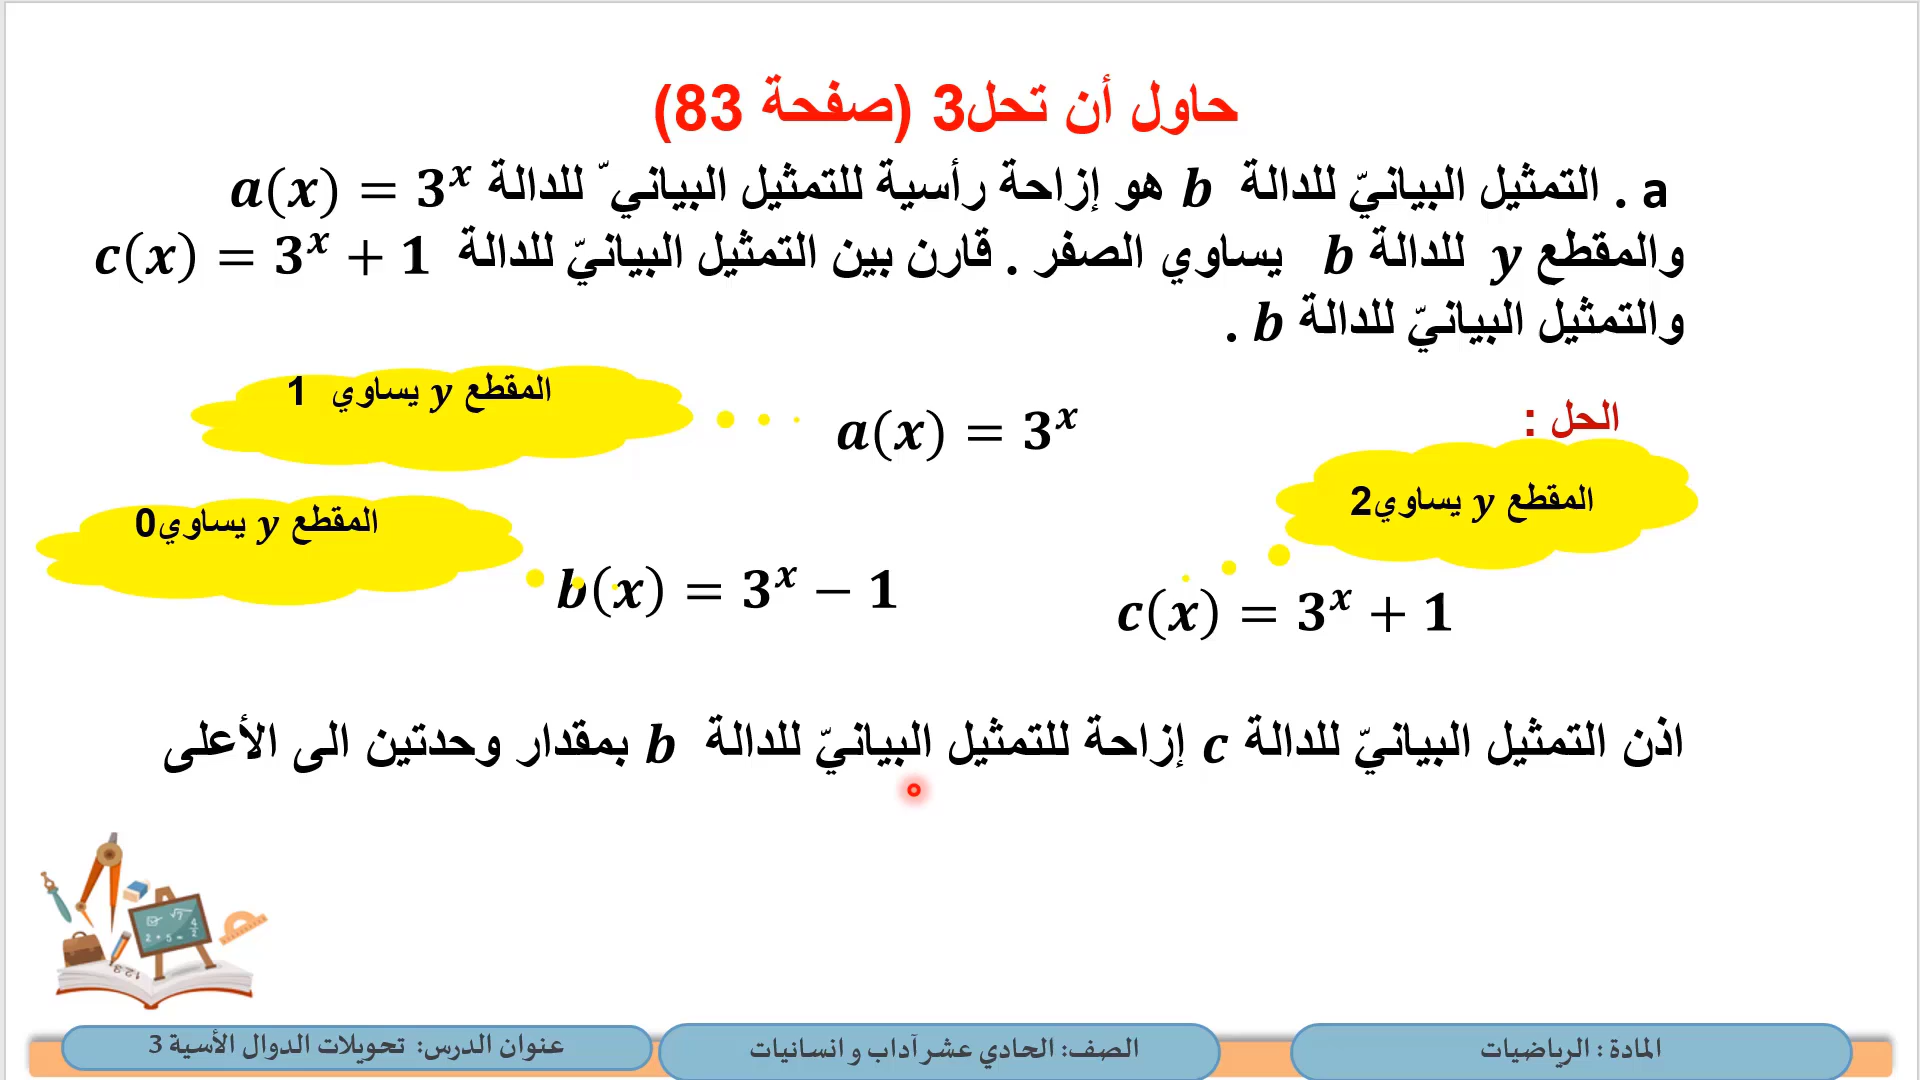 حاول أن تحل3 (صفحة 83)
a . التمثيل البيانيّ للدالة b هو إزاحة رأسية للتمثيل البياني ّ للدالة a(x) = 3^x
والمقطع y للدالة b يساوي الصفر . قارن بين التمثيل البيانيّ للدالة c(x) = 3^x + 1
والتمثيل البيانيّ للدالة b .
الحل :
المقطع y يساوي 1
a(x) = 3^x
المقطع y يساوي2
المقطع y يساوي0
b(x) = 3^x − 1
c(x) = 3^x + 1
اذن التمثيل البيانيّ للدالة c إزاحة للتمثيل البيانيّ للدالة b بمقدار وحدتين الى الأعلى
المادة : الرياضيات
الصف: الحادي عشر آداب و انسانيات
عنوان الدرس: تحويلات الدوال الأسية 3